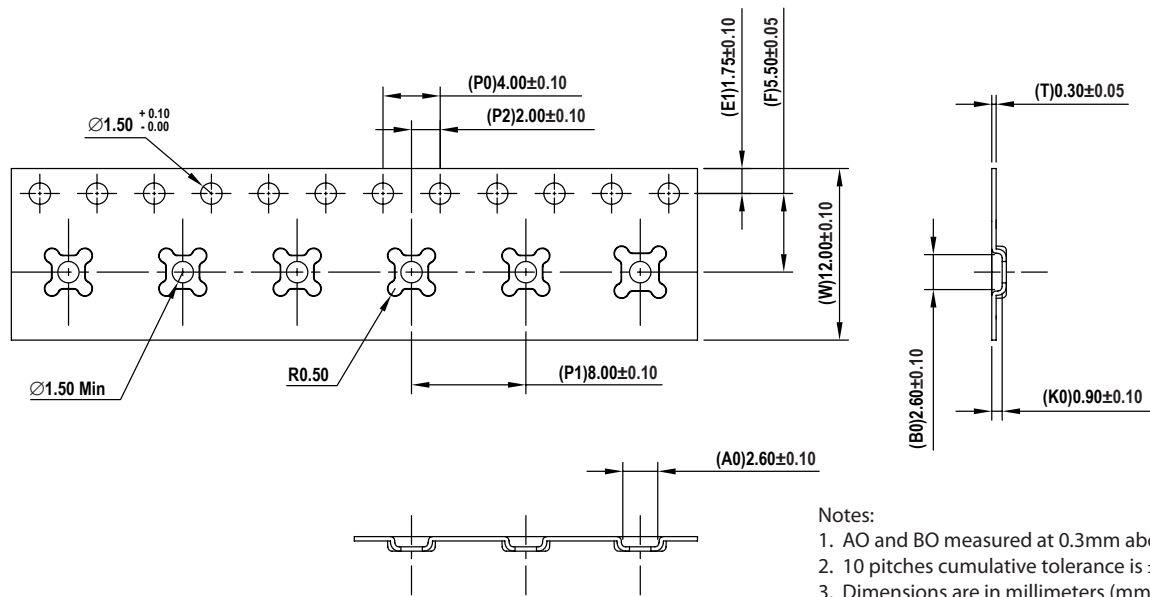 (E1)1.75±0.10
(F)5.50±0.05
(P0)4.00±0.10
(T)0.30±0.05
(P2)2.00±0.10
∅1.50 + 0.10 - 0.00
(W)12.00±0.10
R0.50
(P1)8.00±0.10
∅1.50 Min
(B0)2.60±0.10
(K0)0.90±0.10
(A0)2.60±0.10
Notes:
1. AO and BO measured at 0.3mm
2. 10 pitches cumulative tolerance is
3. Dimensions are in millimeters (mm